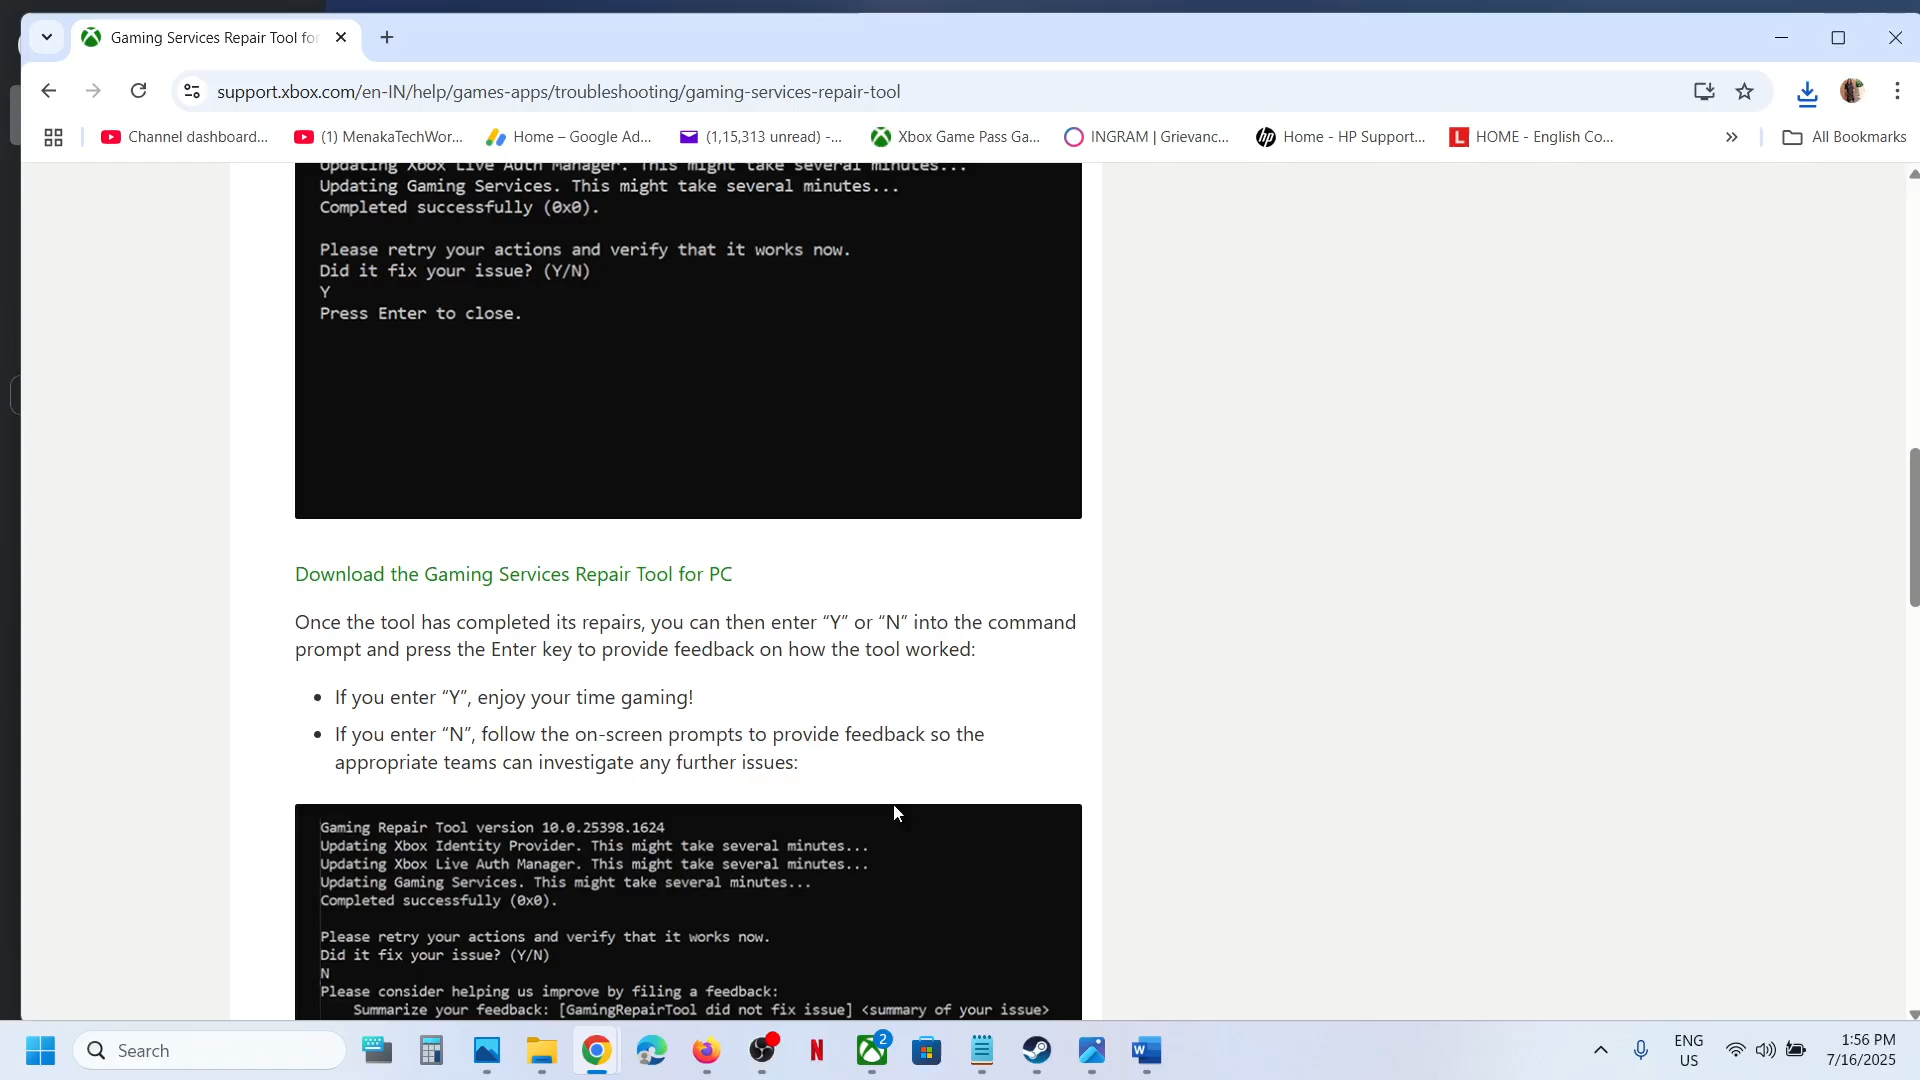 Gaming Services Repair Tool for
support.xbox.com/en-IN/help/games-apps/troubleshooting/gaming-services-repair-tool
Channel dashboard...
(1) MenakaTechWor...
Home – Google Ad...
(1,15,313 unread) -...
Xbox Game Pass Ga...
INGRAM | Grievanc...
Home - HP Support...
HOME - English Co...
All Bookmarks
Updating Xbox Live Auth Manager. This might take several minutes...
Updating Gaming Services. This might take several minutes...
Completed successfully (0x0).
Please retry your actions and verify that it works now.
Did it fix your issue? (Y/N)
Y
Press Enter to close.
Download the Gaming Services Repair Tool for PC
Once the tool has completed its repairs, you can then enter “Y” or “N” into the command
prompt and press the Enter key to provide feedback on how the tool worked:
• If you enter “Y”, enjoy your time gaming!
• If you enter “N”, follow the on-screen prompts to provide feedback so the
appropriate teams can investigate any further issues:
Gaming Repair Tool version 10.0.25398.1624
Updating Xbox Identity Provider. This might take several minutes...
Updating Xbox Live Auth Manager. This might take several minutes...
Updating Gaming Services. This might take several minutes...
Completed successfully (0x0).
Please retry your actions and verify that it works now.
Did it fix your issue? (Y/N)
N
Please consider helping us improve by filing a feedback:
Summarize your feedback: [GamingRepairTool did not fix issue] <summary of your issue>
Search
2
ENG
US
1:56 PM
7/16/2025